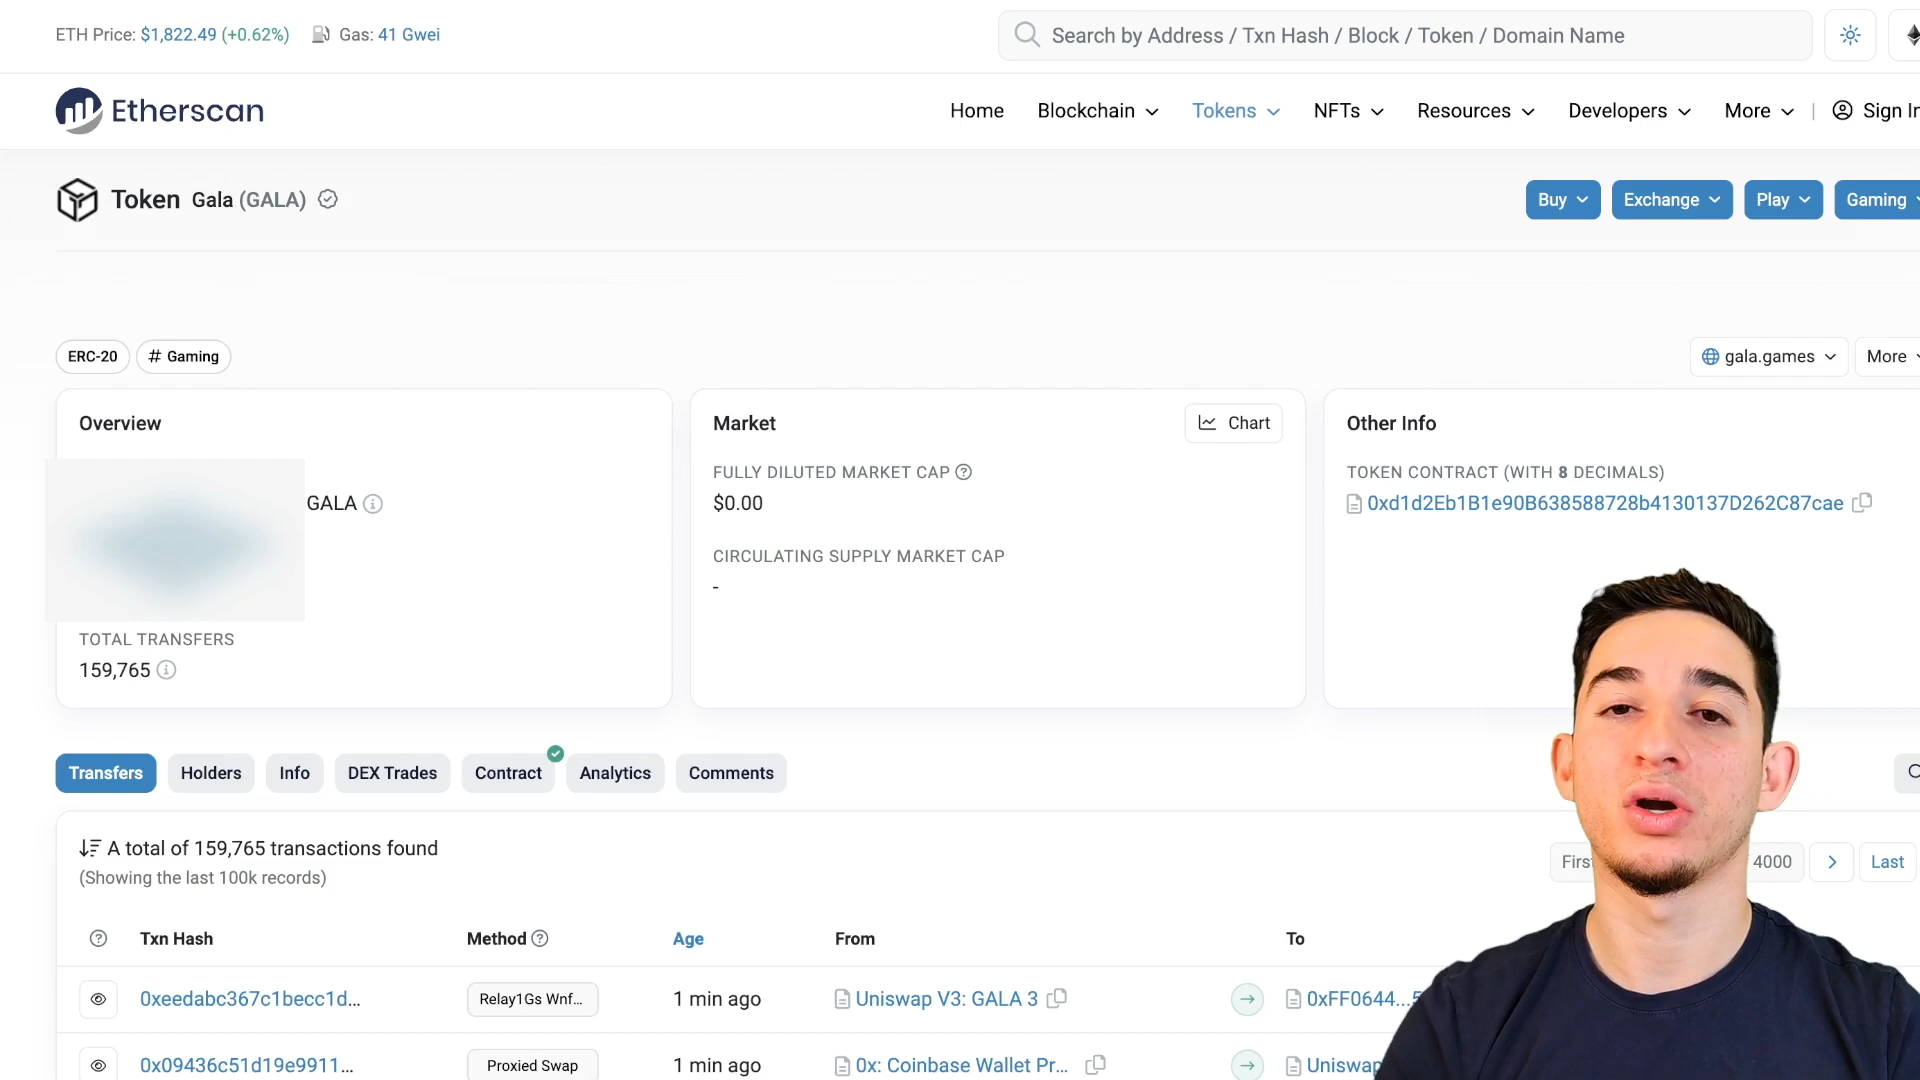 ETH Price: $1,822.49 (+0.62%) Gas: 41 Gwei
Search by Address / Txn Hash / Block / Token / Domain Name
Etherscan
Home Blockchain Tokens NFTs Resources Developers More | Sign In
Token Gala (GALA)
Buy Exchange Play Gaming
ERC-20 # Gaming
gala.games More
Overview
GALA
TOTAL TRANSFERS
159,765
Market
Chart
FULLY DILUTED MARKET CAP
$0.00
CIRCULATING SUPPLY MARKET CAP
-
Other Info
TOKEN CONTRACT (WITH 8 DECIMALS)
0xd1d2Eb1B1e90B638588728b4130137D262C87cae
Transfers Holders Info DEX Trades Contract Analytics Comments
A total of 159,765 transactions found
(Showing the last 100k records)
4000 Last
Txn Hash Method Age From To
0xeedabc367c1becc1d... Relay1Gs Wnf... 1 min ago Uniswap V3: GALA 3 0xFF0644...
0x09436c51d19e9911... Proxied Swap 1 min ago 0x: Coinbase Wallet Pr... Uniswap